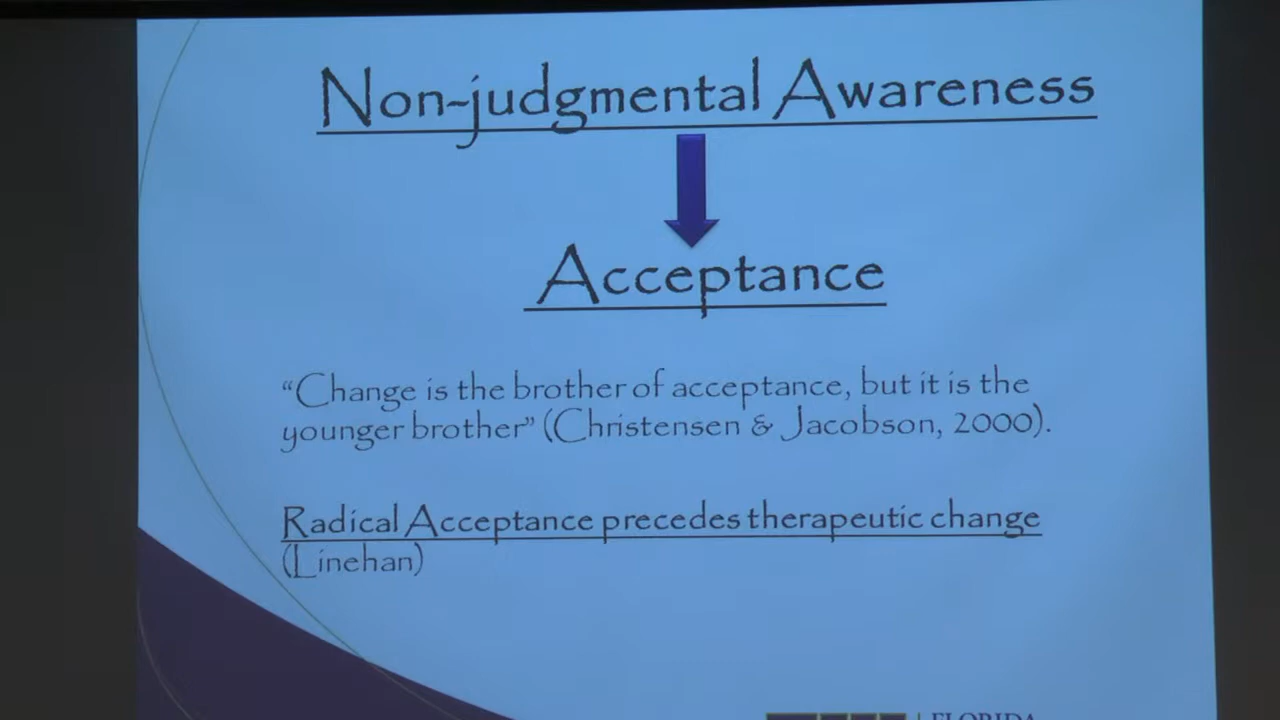 Non-judgmental Awareness
Acceptance
“Change is the brother of acceptance, but it is the
younger brother” (Christensen & Jacobson, 2000).
Radical Acceptance precedes therapeutic change
(Linehan)
FLORIDA